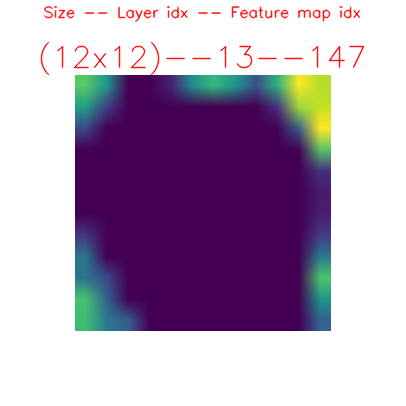 Size -- Layer idx -- Feature map idx
(12x12)--13--147